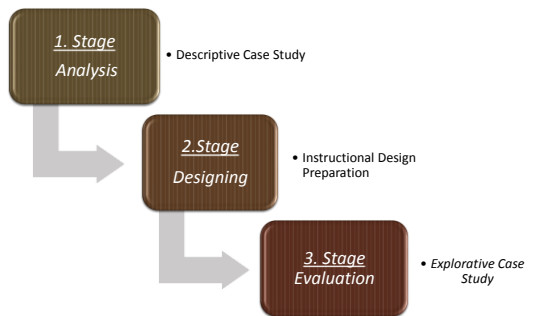 1. Stage
Analysis
• Descriptive Case Study
2.Stage
Designing
• Instructional Design
Preparation
3. Stage
Evaluation
• Explorative Case
Study